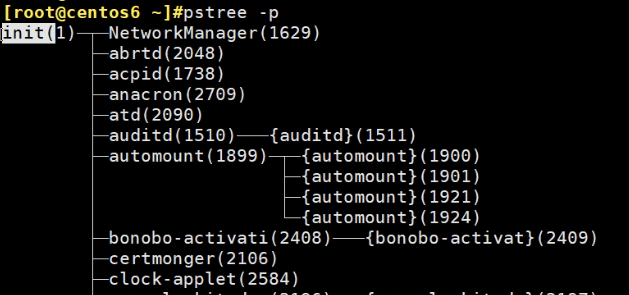 [root@centos6 ~]#pstree -p
init(1)─┬─NetworkManager(1629)
        ├─abrtd(2048)
        ├─acpid(1738)
        ├─anacron(2709)
        ├─atd(2090)
        ├─auditd(1510)───{auditd}(1511)
        ├─automount(1899)─┬─{automount}(1900)
        │                 ├─{automount}(1901)
        │                 ├─{automount}(1921)
        │                 └─{automount}(1924)
        ├─bonobo-activati(2408)───{bonobo-activat}(2409)
        ├─certmonger(2106)
        ├─clock-applet(2584)